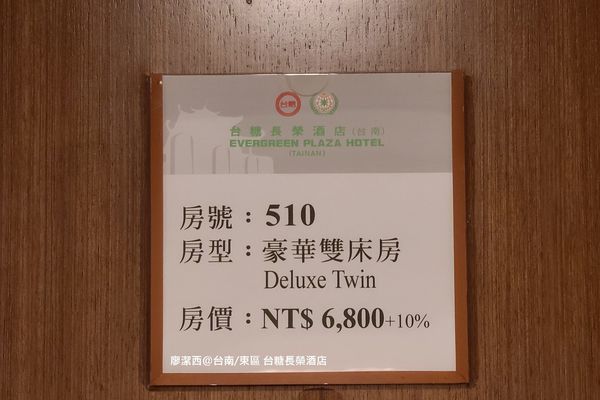 台糖
台糖長榮酒店(台南)
EVERGREEN PLAZA HOTEL
(TAINAN)
房號：510
房型：豪華雙床房
Deluxe Twin
房價：NT$ 6,800+10%
廖潔西@台南/東區 台糖長榮酒店